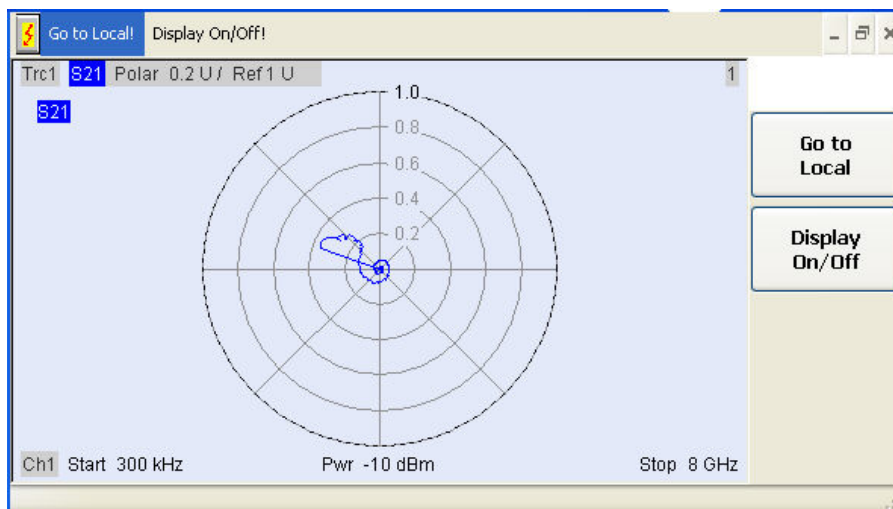 Go to Local! Display On/Off!
Trc1 S21 Polar 0.2 U / Ref 1 U 1
S21
1.0
0.8
0.6
0.4
0.2
Go to
Local
Display
On/Off
Ch1 Start 300 kHz Pwr -10 dBm Stop 8 GHz